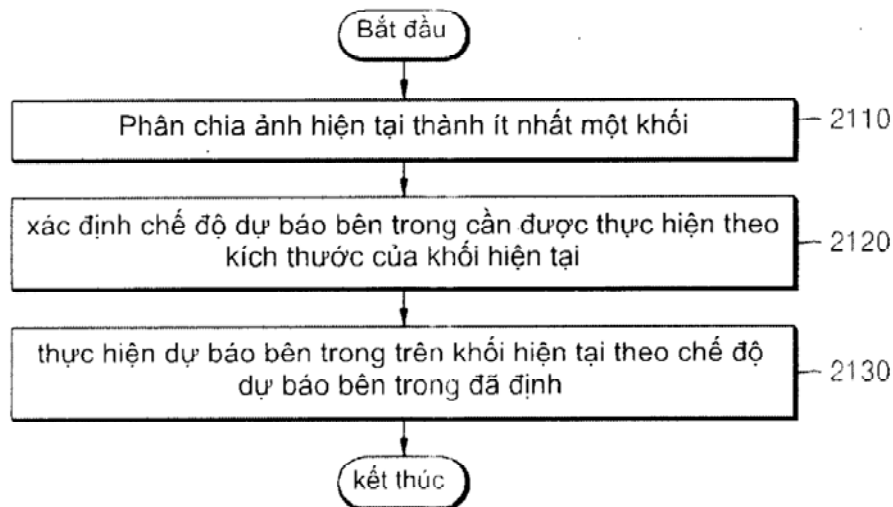 Bắt đầu
Phân chia ảnh hiện tại thành ít nhất một khối
2110
xác định chế độ dự báo bên trong cần được thực hiện theo
kích thước của khối hiện tại
2120
thực hiện dự báo bên trong trên khối hiện tại theo chế độ
dự báo bên trong đã định
2130
kết thúc